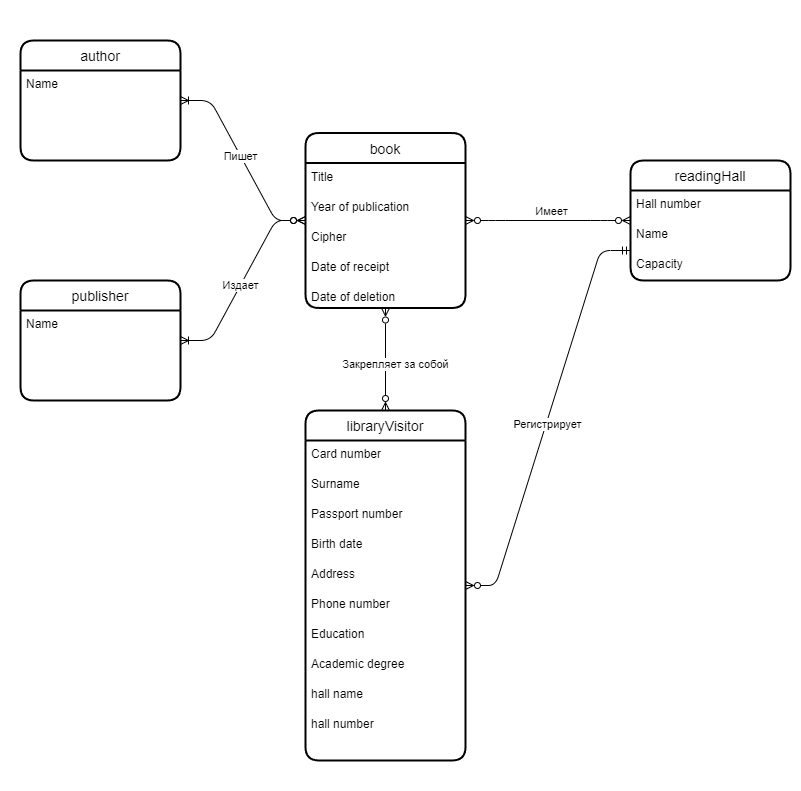 author
Name
Пишет
publisher
Name
Издает
book
Title
Year of publication
Cipher
Date of receipt
Date of deletion
Имеет
readingHall
Hall number
Name
Capacity
Закрепляет за собой
Регистрирует
libraryVisitor
Card number
Surname
Passport number
Birth date
Address
Phone number
Education
Academic degree
hall name
hall number